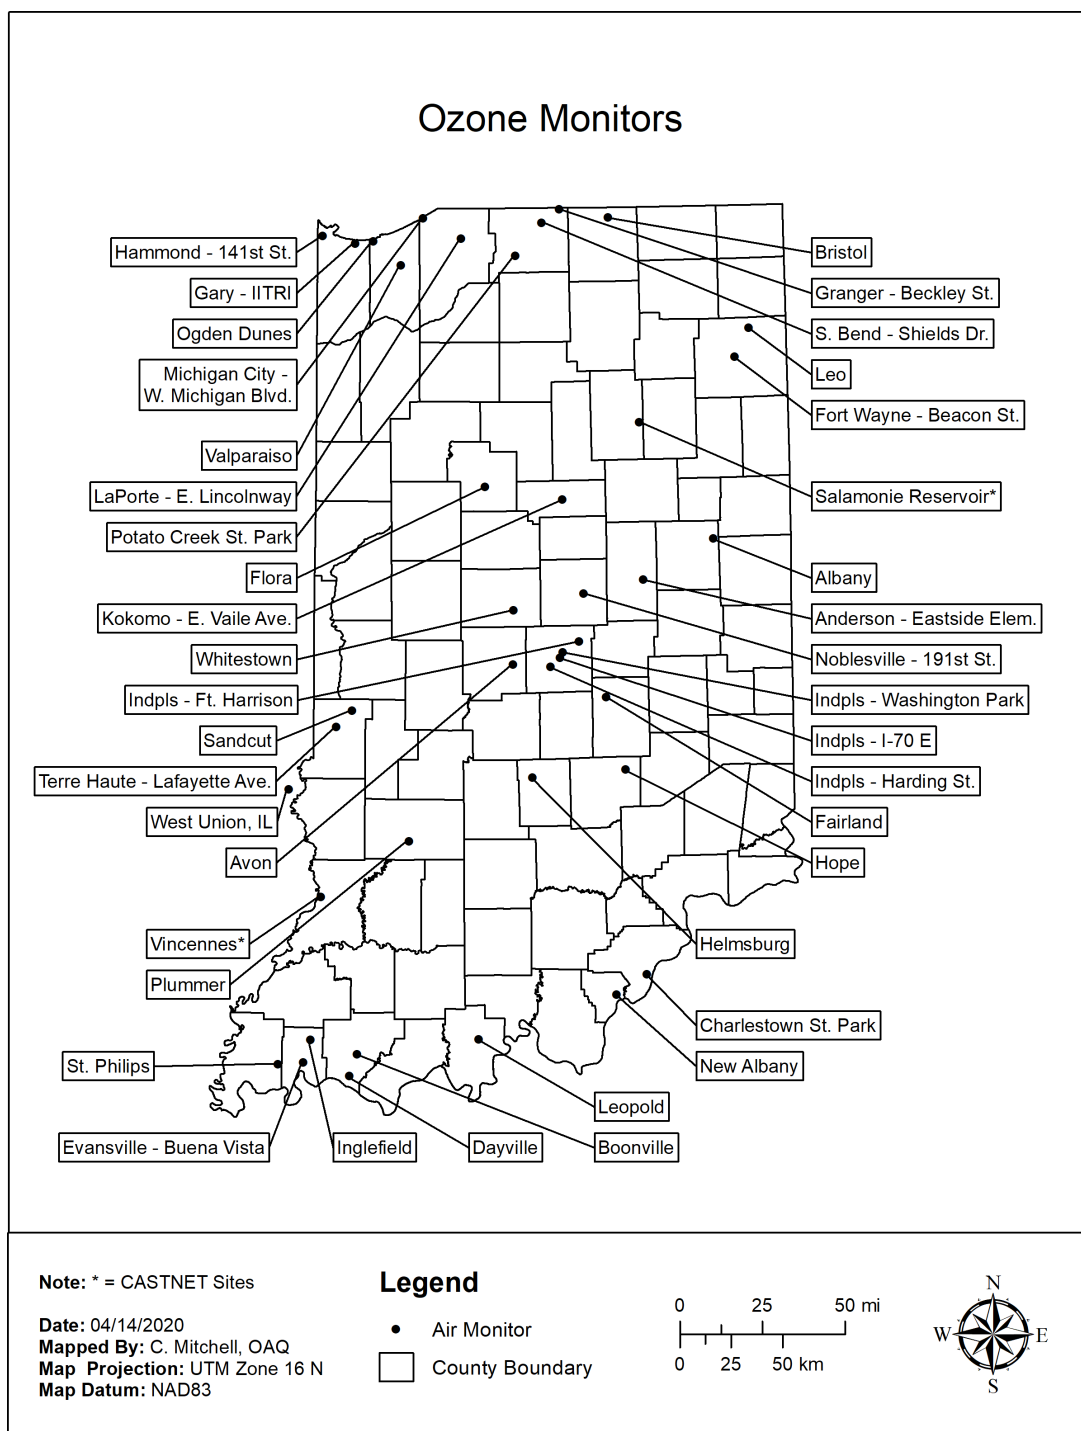 Ozone Monitors
Hammond - 141st St.
Gary - IITRI
Ogden Dunes
Michigan City -
W. Michigan Blvd.
Valparaiso
LaPorte - E. Lincolnway
Potato Creek St. Park
Flora
Kokomo - E. Vaile Ave.
Whitestown
Indpls - Ft. Harrison
Sandcut
Terre Haute - Lafayette Ave.
West Union, IL
Avon
Vincennes*
Plummer
St. Philips
Evansville - Buena Vista
Inglefield
Dayville
Boonville
Leopold
New Albany
Charlestown St. Park
Helmsburg
Bristol
Granger - Beckley St.
S. Bend - Shields Dr.
Leo
Fort Wayne - Beacon St.
Salamonie Reservoir*
Albany
Anderson - Eastside Elem.
Noblesville - 191st St.
Indpls - Washington Park
Indpls - I-70 E
Indpls - Harding St.
Fairland
Hope
Note: * = CASTNET Sites
Date: 04/14/2020
Mapped By: C. Mitchell, OAQ
Map Projection: UTM Zone 16 N
Map Datum: NAD83
Legend
Air Monitor
County Boundary
0 25 50 mi
0 25 50 km
N
W E
S